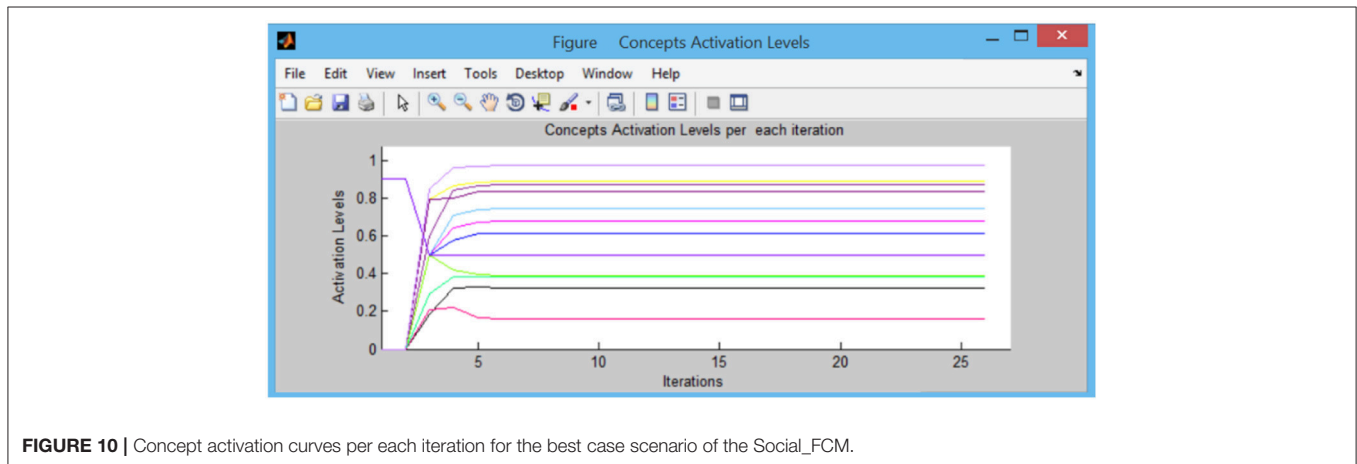 Figure Concepts Activation Levels
File Edit View Insert Tools Desktop Window Help
Concepts Activation Levels per each iteration
Activation Levels
1
0.8
0.6
0.4
0.2
0
5 10 15 20 25
Iterations
FIGURE 10 | Concept activation curves per each iteration for the best case scenario of the Social_FCM.